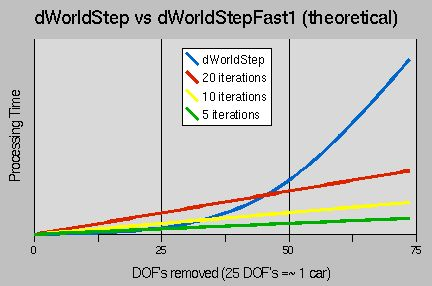 dWorldStep vs dWorldStepFast1 (theoretical)
Processing Time
dWorldStep
20 iterations
10 iterations
5 iterations
0
25
50
75
DOF's removed (25 DOF's =~ 1 car)